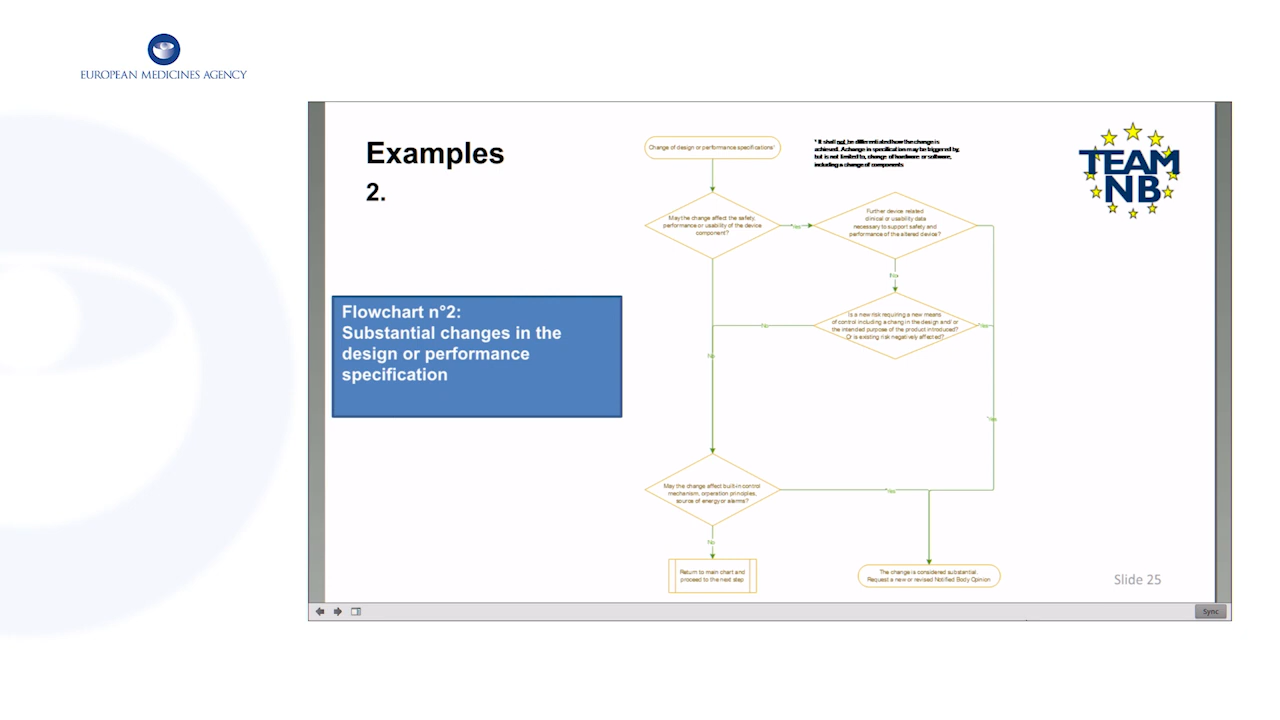 EUROPEAN MEDICINES AGENCY
Examples
2.
Change of design or performance specifications*
* It shall not be differentiated how the change is
achieved. A change in specification may be triggered by,
but is not limited to, change of hardware or software,
including a change of components
TEAM
NB
May the change affect the safety,
performance or usability of the device
component?
Yes
Further device related
clinical or usability data
necessary to support safety and
performance of the altered device?
Flowchart n°2:
Substantial changes in the
design or performance
specification
Is a new risk requiring a new means
of control including a chang in the design and/or
the intended purpose of the product introduced?
Or is existing risk negatively affected?
No
Yes
No
Yes
May the change affect built-in control
mechanism, orperation principles,
source of energy or alarms?
Yes
No
Return to main chart and
proceed to the next step
The change is considered substantial.
Request a new or revised Notified Body Opinion
Slide 25
Sync